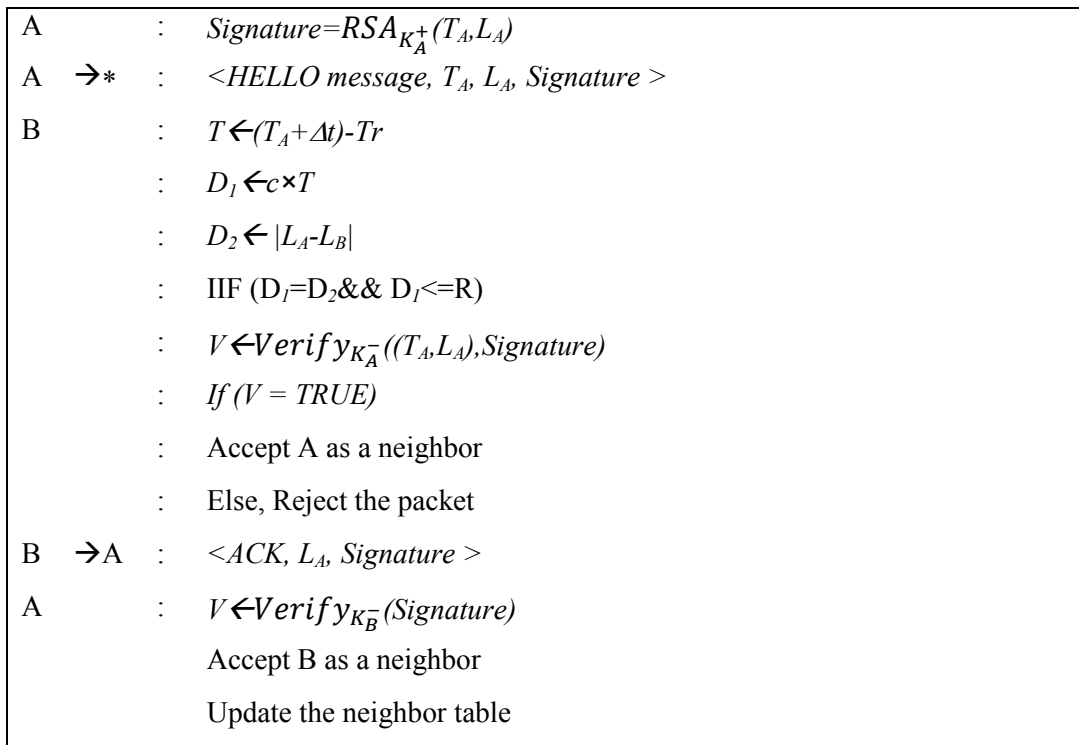 A : Signature=RSA_{K_A^+}(T_A,L_A)
A →* : <HELLO message, T_A, L_A, Signature >
B : T←(T_A+Δt)-Tr
: D_1←c×T
: D_2← |L_A-L_B|
: IIF (D_1=D_2&& D_1<=R)
: V←Verify_{K_A^-}((T_A,L_A),Signature)
: If (V = TRUE)
: Accept A as a neighbor
: Else, Reject the packet
B →A : <ACK, L_A, Signature >
A : V←Verify_{K_B^-}(Signature)
Accept B as a neighbor
Update the neighbor table